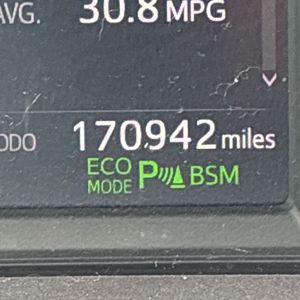 AVG. 30.8 MPG
ODO 170942 miles
ECO P BSM
MODE